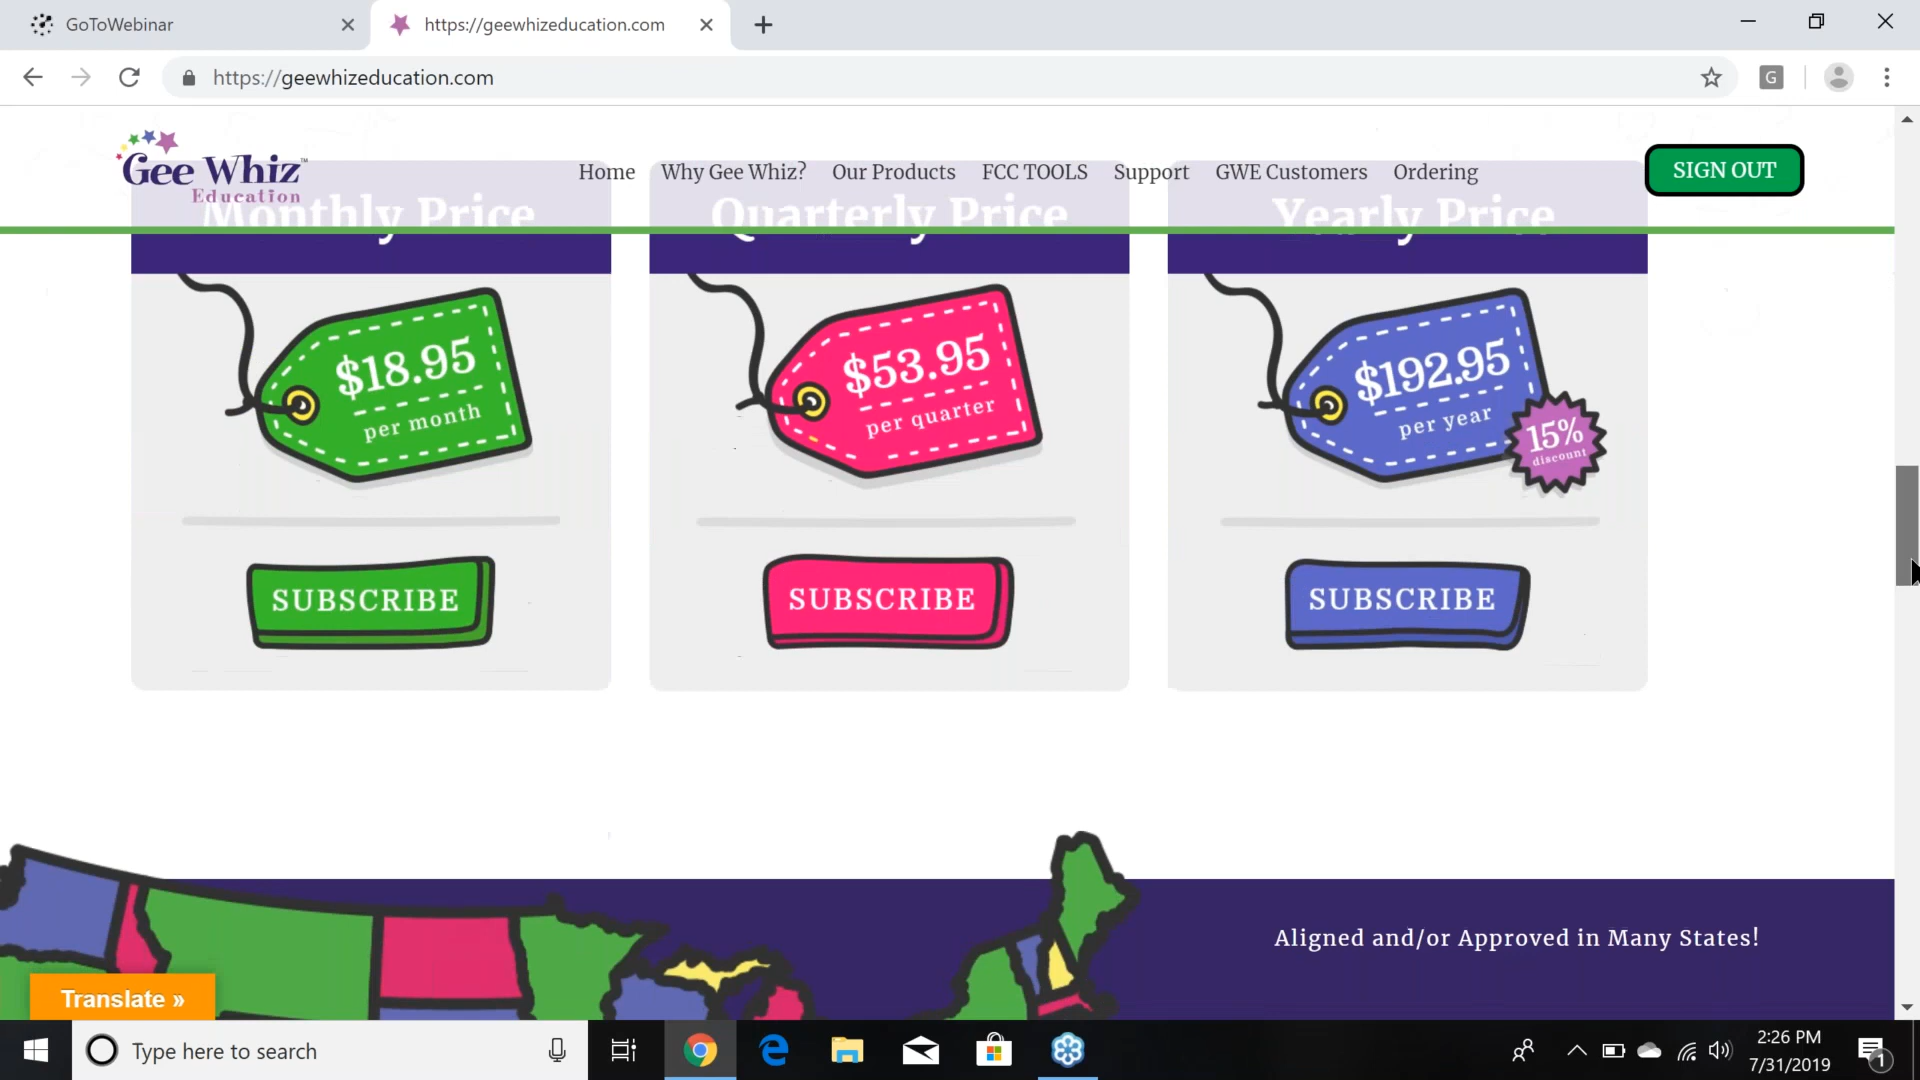 GoToWebinar
https://geewhizeducation.com
https://geewhizeducation.com
G
Gee Whiz™
Education
Home
Why Gee Whiz?
Our Products
FCC TOOLS
Support
GWE Customers
Ordering
SIGN OUT
Monthly Price
Quarterly Price
Yearly Price
$18.95
per month
$53.95
per quarter
$192.95
per year
15%
discount
SUBSCRIBE
SUBSCRIBE
SUBSCRIBE
Aligned and/or Approved in Many States!
Translate »
Type here to search
2:26 PM
7/31/2019
1